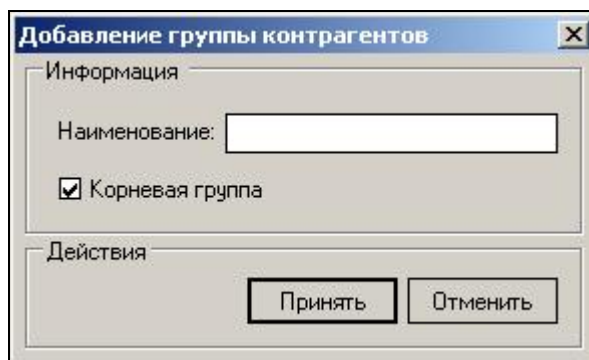 Добавление группы контрагентов
Информация
Наименование:
Корневая группа
Действия
Принять Отменить